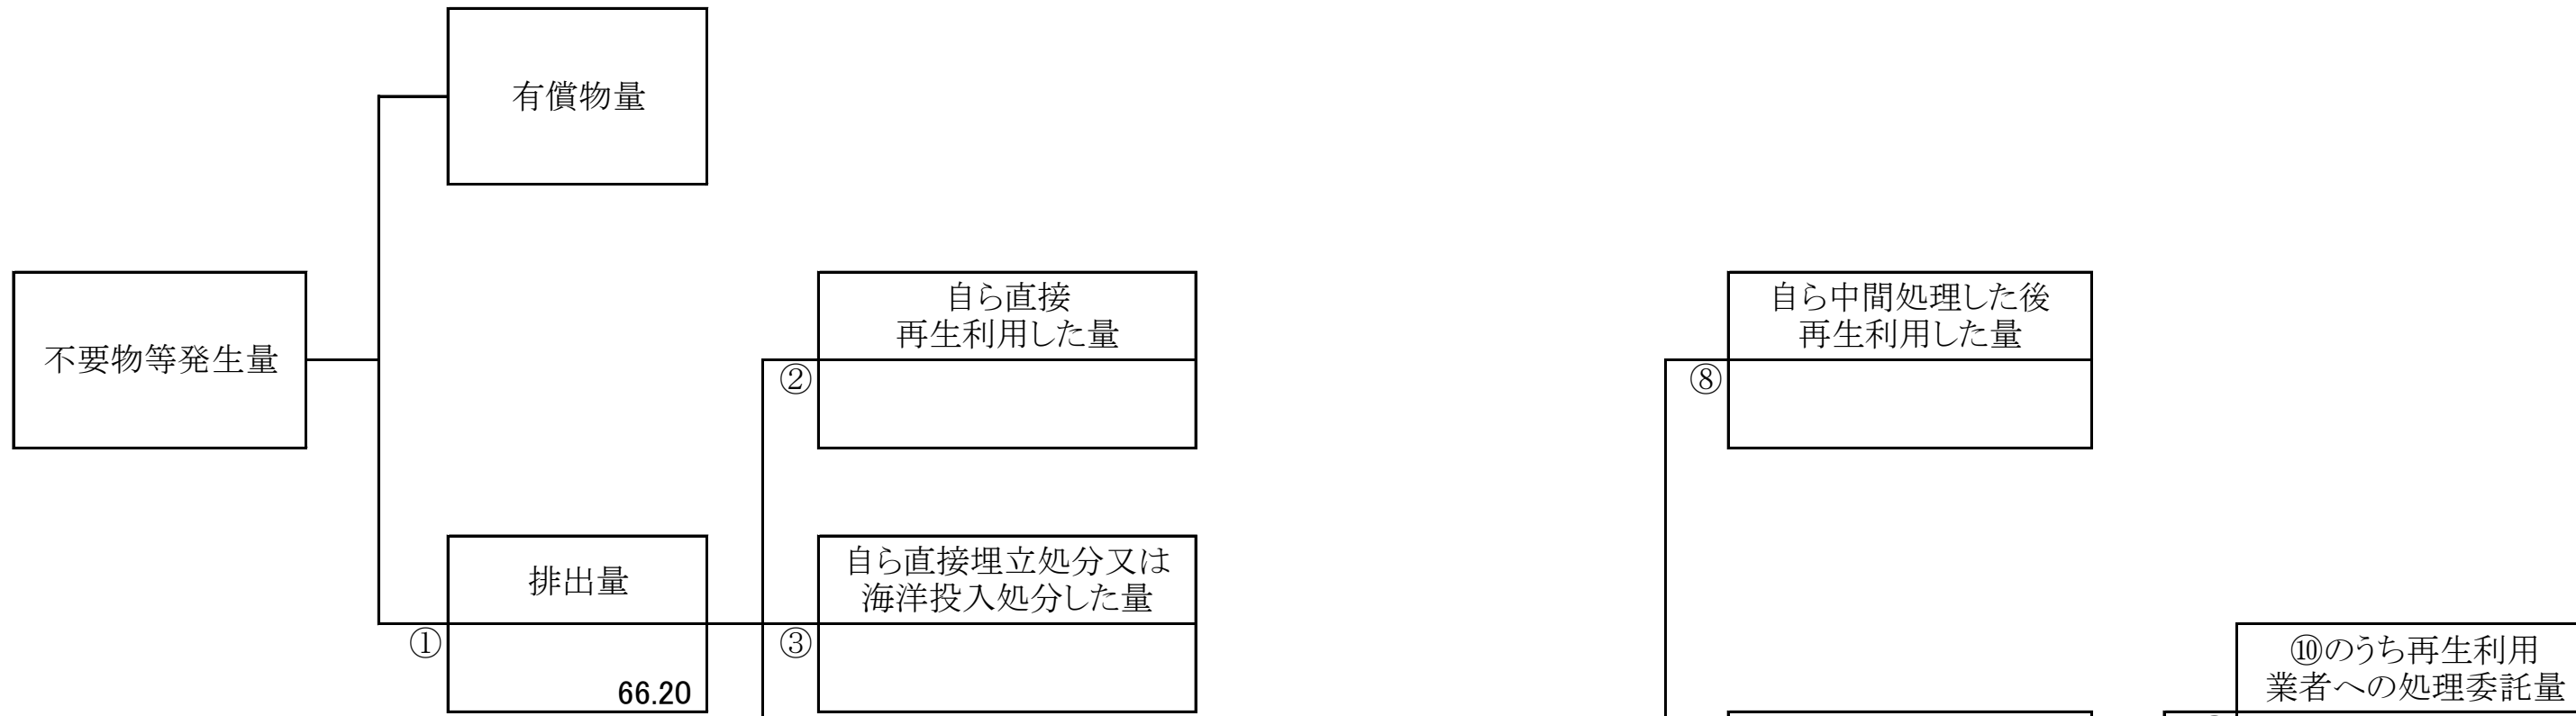 有償物量
不要物等発生量
自ら直接
再生利用した量
②
自ら中間処理した後
再生利用した量
⑧
排出量
①
66.20
自ら直接埋立処分又は
海洋投入処分した量
③
⑩のうち再生利用
業者への処理委託量